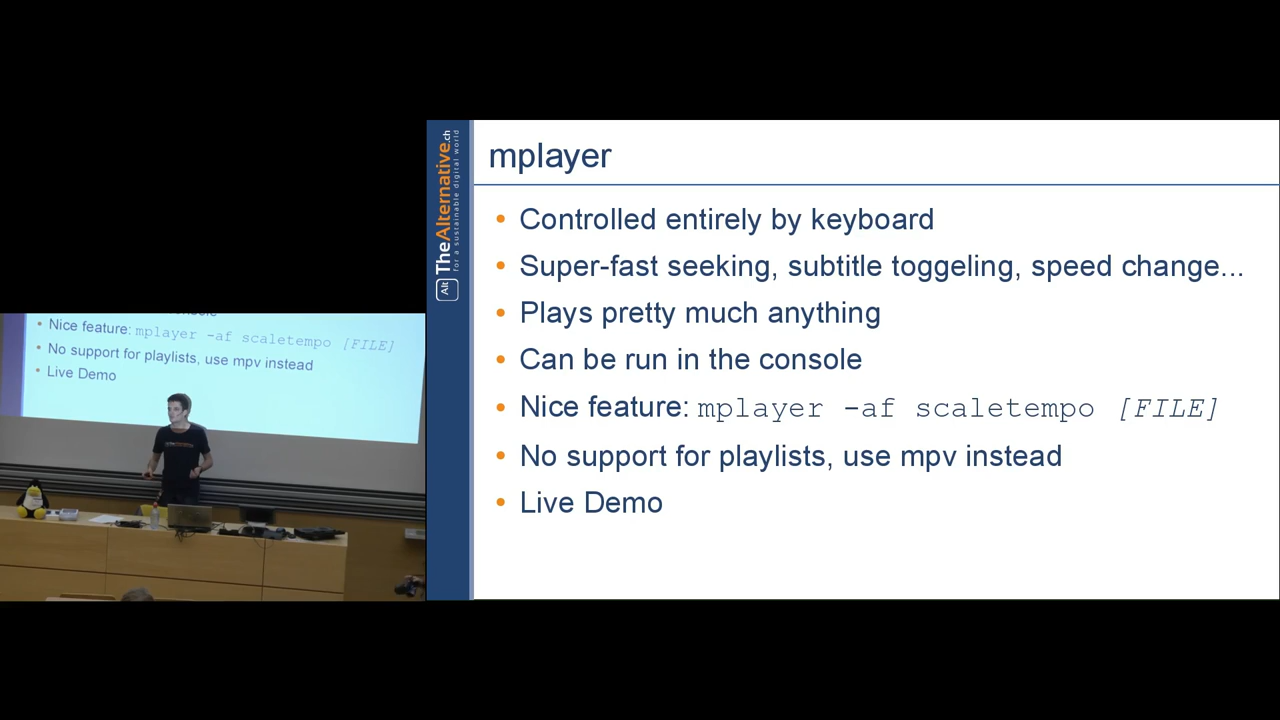 mplayer
Controlled entirely by keyboard
Super-fast seeking, subtitle toggeling, speed change...
Plays pretty much anything
Can be run in the console
Nice feature: mplayer -af scaletempo [FILE]
No support for playlists, use mpv instead
Live Demo
Alt TheAlternative.ch
for a sustainable digital world
console
Nice feature: mplayer -af scaletempo [FILE]
No support for playlists, use mpv instead
Live Demo